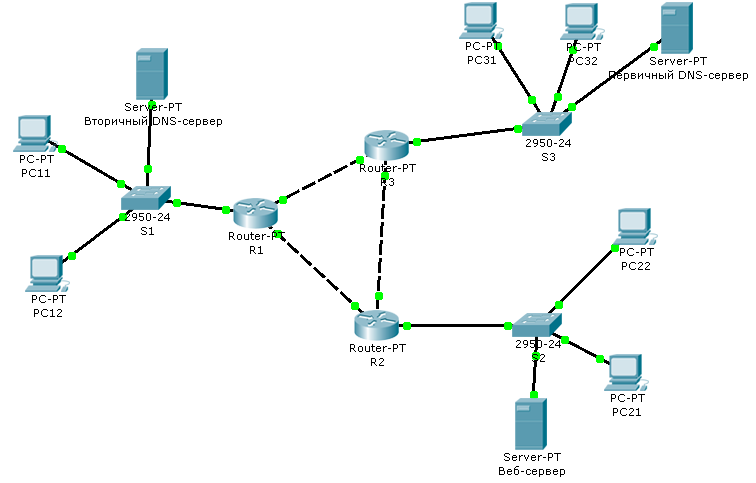 PC-PT
PC31
PC-PT
PC32
Server-PT
Первичный DNS-сервер
Server-PT
Вторичный DNS-сервер
PC-PT
PC11
2950-24
S3
Router-PT
R3
2950-24
S1
Router-PT
R1
PC-PT
PC22
PC-PT
PC12
Router-PT
R2
2950-24
S2
PC-PT
PC21
Server-PT
Веб-сервер